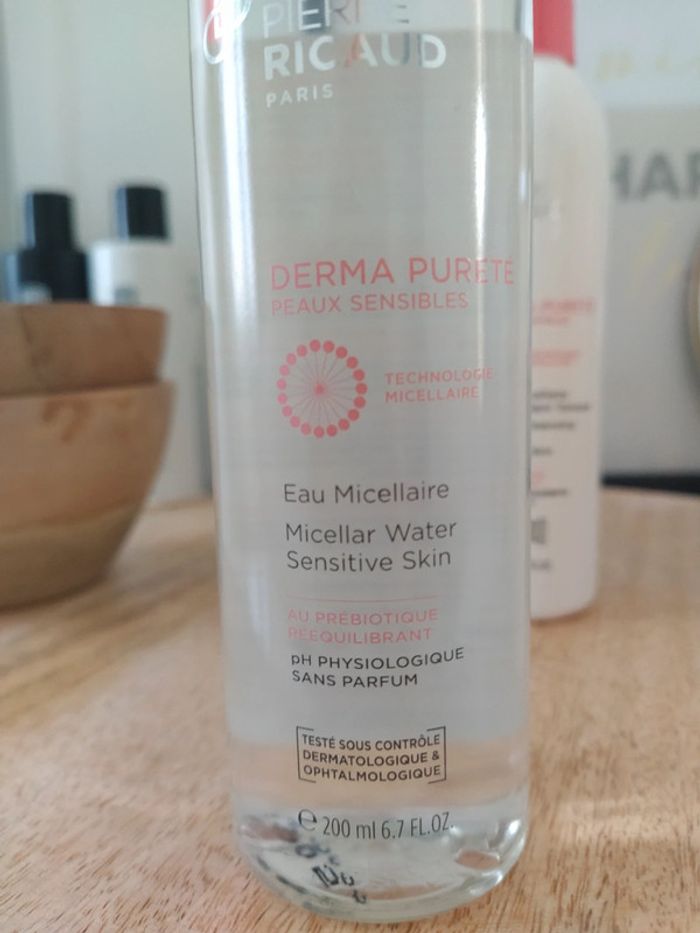 PIERRE
RICAUD
PARIS
DERMA PURETÉ
PEAUX SENSIBLES
TECHNOLOGIE
MICELLAIRE
Eau Micellaire
Micellar Water
Sensitive Skin
AU PRÉBIOTIQUE
RÉÉQUILIBRANT
pH PHYSIOLOGIQUE
SANS PARFUM
TESTÉ SOUS CONTRÔLE
DERMATOLOGIQUE &
OPHTALMOLOGIQUE
℮ 200 ml 6.7 FL.OZ.